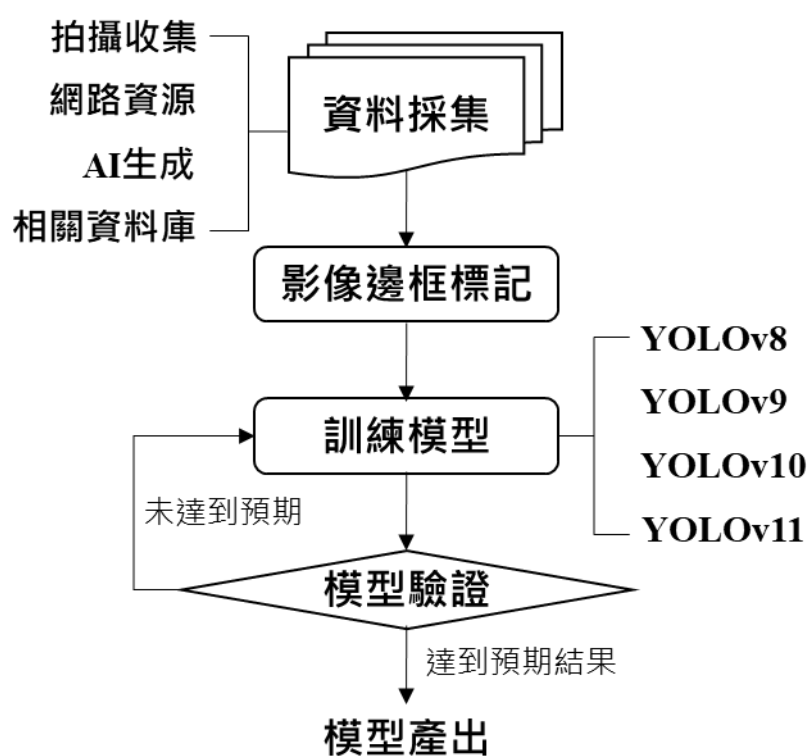 拍攝收集
網路資源
AI生成
相關資料庫
資料採集
影像邊框標記
訓練模型
YOLOv8
YOLOv9
YOLOv10
YOLOv11
未達到預期
模型驗證
達到預期結果
模型產出